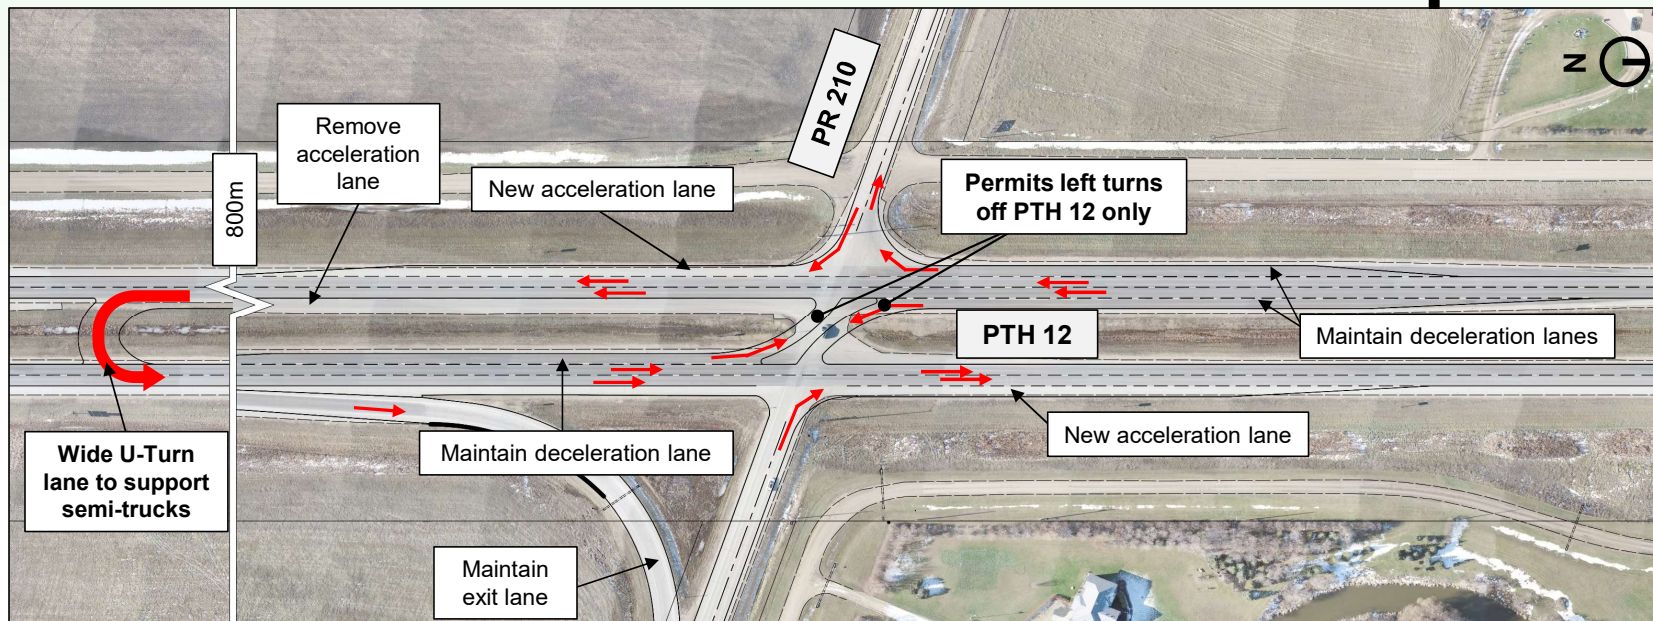 PR 210
N
Remove
acceleration
lane
800m
New acceleration lane
Permits left turns
off PTH 12 only
PTH 12
Maintain deceleration lanes
Wide U-Turn
lane to support
semi-trucks
Maintain deceleration lane
New acceleration lane
Maintain
exit lane